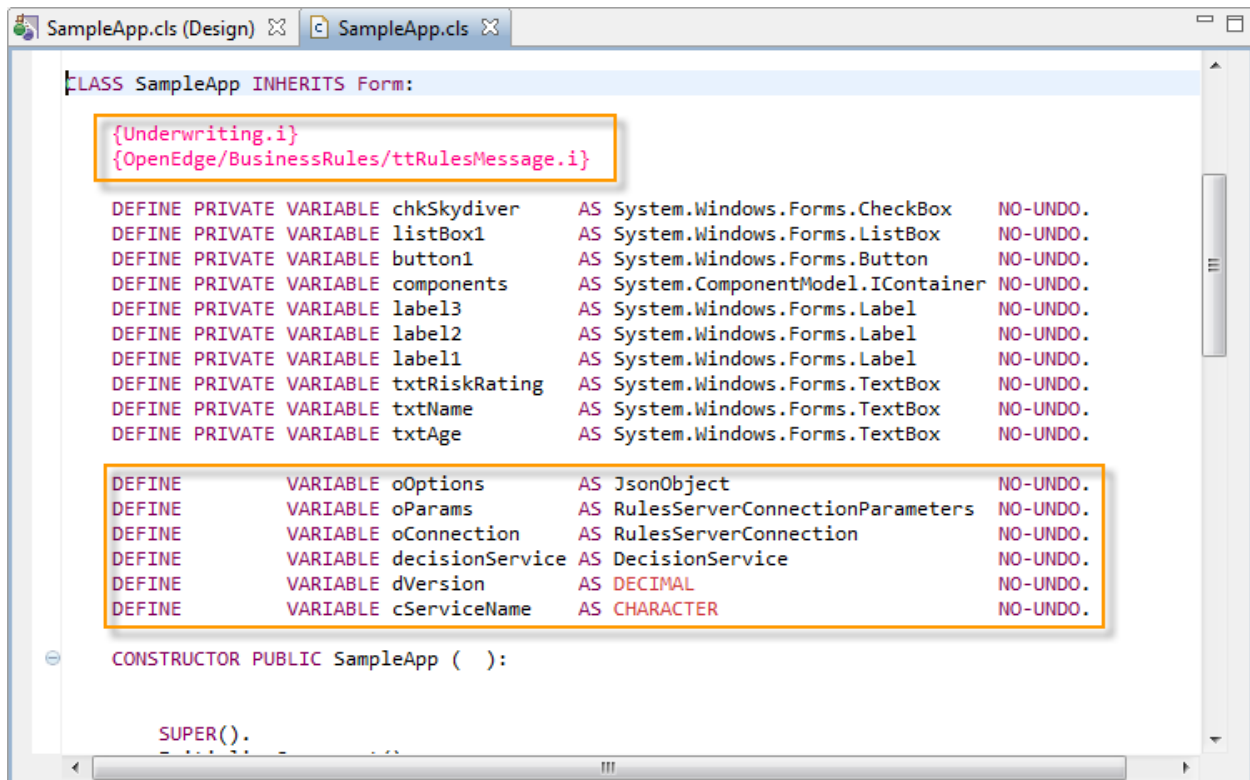 SampleApp.cls (Design) SampleApp.cls
CLASS SampleApp INHERITS Form:
{Underwriting.i}
{OpenEdge/BusinessRules/ttRulesMessage.i}
DEFINE PRIVATE VARIABLE chkSkydiver AS System.Windows.Forms.CheckBox NO-UNDO.
DEFINE PRIVATE VARIABLE listBox1 AS System.Windows.Forms.ListBox NO-UNDO.
DEFINE PRIVATE VARIABLE button1 AS System.Windows.Forms.Button NO-UNDO.
DEFINE PRIVATE VARIABLE components AS System.ComponentModel.IContainer NO-UNDO.
DEFINE PRIVATE VARIABLE label3 AS System.Windows.Forms.Label NO-UNDO.
DEFINE PRIVATE VARIABLE label2 AS System.Windows.Forms.Label NO-UNDO.
DEFINE PRIVATE VARIABLE label1 AS System.Windows.Forms.Label NO-UNDO.
DEFINE PRIVATE VARIABLE txtRiskRating AS System.Windows.Forms.TextBox NO-UNDO.
DEFINE PRIVATE VARIABLE txtName AS System.Windows.Forms.TextBox NO-UNDO.
DEFINE PRIVATE VARIABLE txtAge AS System.Windows.Forms.TextBox NO-UNDO.
DEFINE VARIABLE oOptions AS JsonObject NO-UNDO.
DEFINE VARIABLE oParams AS RulesServerConnectionParameters NO-UNDO.
DEFINE VARIABLE oConnection AS RulesServerConnection NO-UNDO.
DEFINE VARIABLE decisionService AS DecisionService NO-UNDO.
DEFINE VARIABLE dVersion AS DECIMAL NO-UNDO.
DEFINE VARIABLE cServiceName AS CHARACTER NO-UNDO.
CONSTRUCTOR PUBLIC SampleApp ( ):
SUPER().